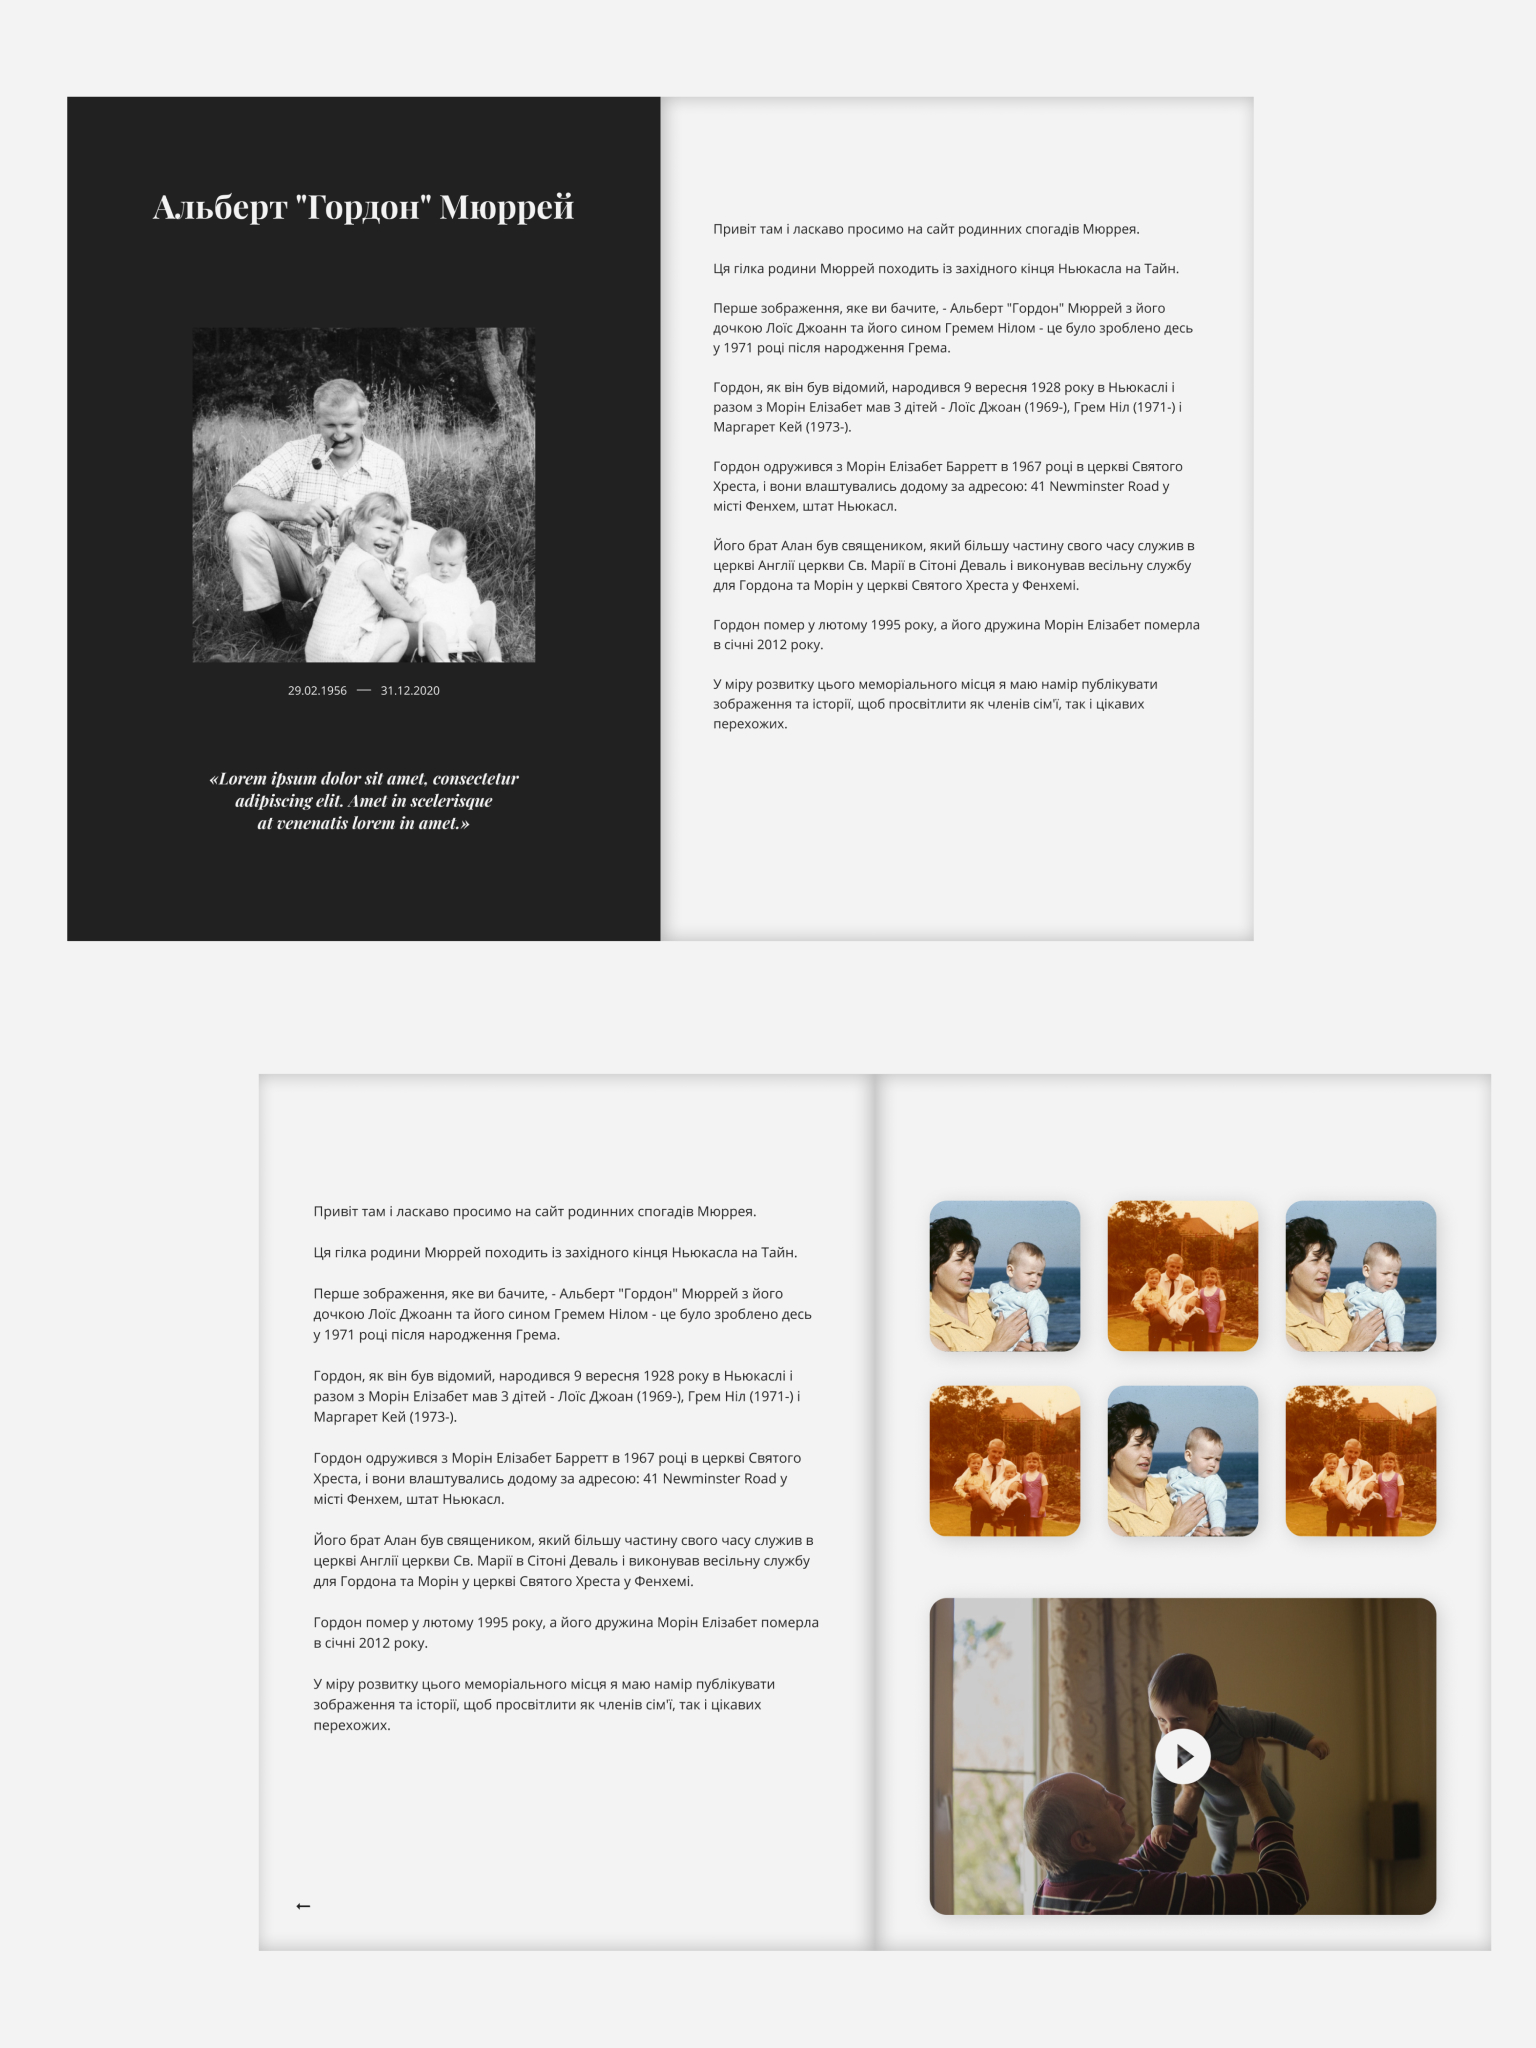 Альберт "Гордон" Мюррей
29.02.1956 — 31.12.2020
«Lorem ipsum dolor sit amet, consectetur
adipiscing elit. Amet in scelerisque
at venenatis lorem in amet.»
Привіт там і ласкаво просимо на сайт родинних спогадів Мюррея.
Ця гілка родини Мюррей походить із західного кінця Ньюкасла на Тайн.
Перше зображення, яке ви бачите, - Альберт "Гордон" Мюррей з його
дочкою Лоїс Джоанн та його сином Гремем Нілом - це було зроблено десь
у 1971 році після народження Грема.
Гордон, як він був відомий, народився 9 вересня 1928 року в Ньюкаслі і
разом з Морін Елізабет мав 3 дітей - Лоїс Джоан (1969-), Грем Ніл (1971-) і
Маргарет Кей (1973-).
Гордон одружився з Морін Елізабет Барретт в 1967 році в церкві Святого
Хреста, і вони влаштувались додому за адресою: 41 Newminster Road у
місті Фенхем, штат Ньюкасл.
Його брат Алан був священиком, який більшу частину свого часу служив в
церкві Англії церкви Св. Марії в Сітоні Деваль і виконував весільну службу
для Гордона та Морін у церкві Святого Хреста у Фенхемі.
Гордон помер у лютому 1995 року, а його дружина Морін Елізабет померла
в січні 2012 року.
У міру розвитку цього меморіального місця я маю намір публікувати
зображення та історії, щоб просвітлити як членів сім'ї, так і цікавих
перехожих.
Привіт там і ласкаво просимо на сайт родинних спогадів Мюррея.
Ця гілка родини Мюррей походить із західного кінця Ньюкасла на Тайн.
Перше зображення, яке ви бачите, - Альберт "Гордон" Мюррей з його
дочкою Лоїс Джоанн та його сином Гремем Нілом - це було зроблено десь
у 1971 році після народження Грема.
Гордон, як він був відомий, народився 9 вересня 1928 року в Ньюкаслі і
разом з Морін Елізабет мав 3 дітей - Лоїс Джоан (1969-), Грем Ніл (1971-) і
Маргарет Кей (1973-).
Гордон одружився з Морін Елізабет Барретт в 1967 році в церкві Святого
Хреста, і вони влаштувались додому за адресою: 41 Newminster Road у
місті Фенхем, штат Ньюкасл.
Його брат Алан був священиком, який більшу частину свого часу служив в
церкві Англії церкви Св. Марії в Сітоні Деваль і виконував весільну службу
для Гордона та Морін у церкві Святого Хреста у Фенхемі.
Гордон помер у лютому 1995 року, а його дружина Морін Елізабет померла
в січні 2012 року.
У міру розвитку цього меморіального місця я маю намір публікувати
зображення та історії, щоб просвітлити як членів сім'ї, так і цікавих
перехожих.